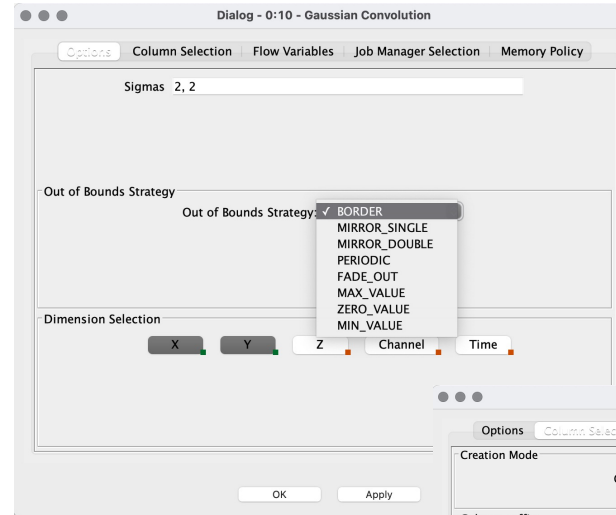 Dialog - 0:10 - Gaussian Convolution
Options Column Selection Flow Variables Job Manager Selection Memory Policy
Sigmas 2, 2
Out of Bounds Strategy
Out of Bounds Strategy: ✓ BORDER
MIRROR_SINGLE
MIRROR_DOUBLE
PERIODIC
FADE_OUT
MAX_VALUE
ZERO_VALUE
MIN_VALUE
Dimension Selection
X Y Z Channel Time
OK Apply
Options Column Selec
Creation Mode